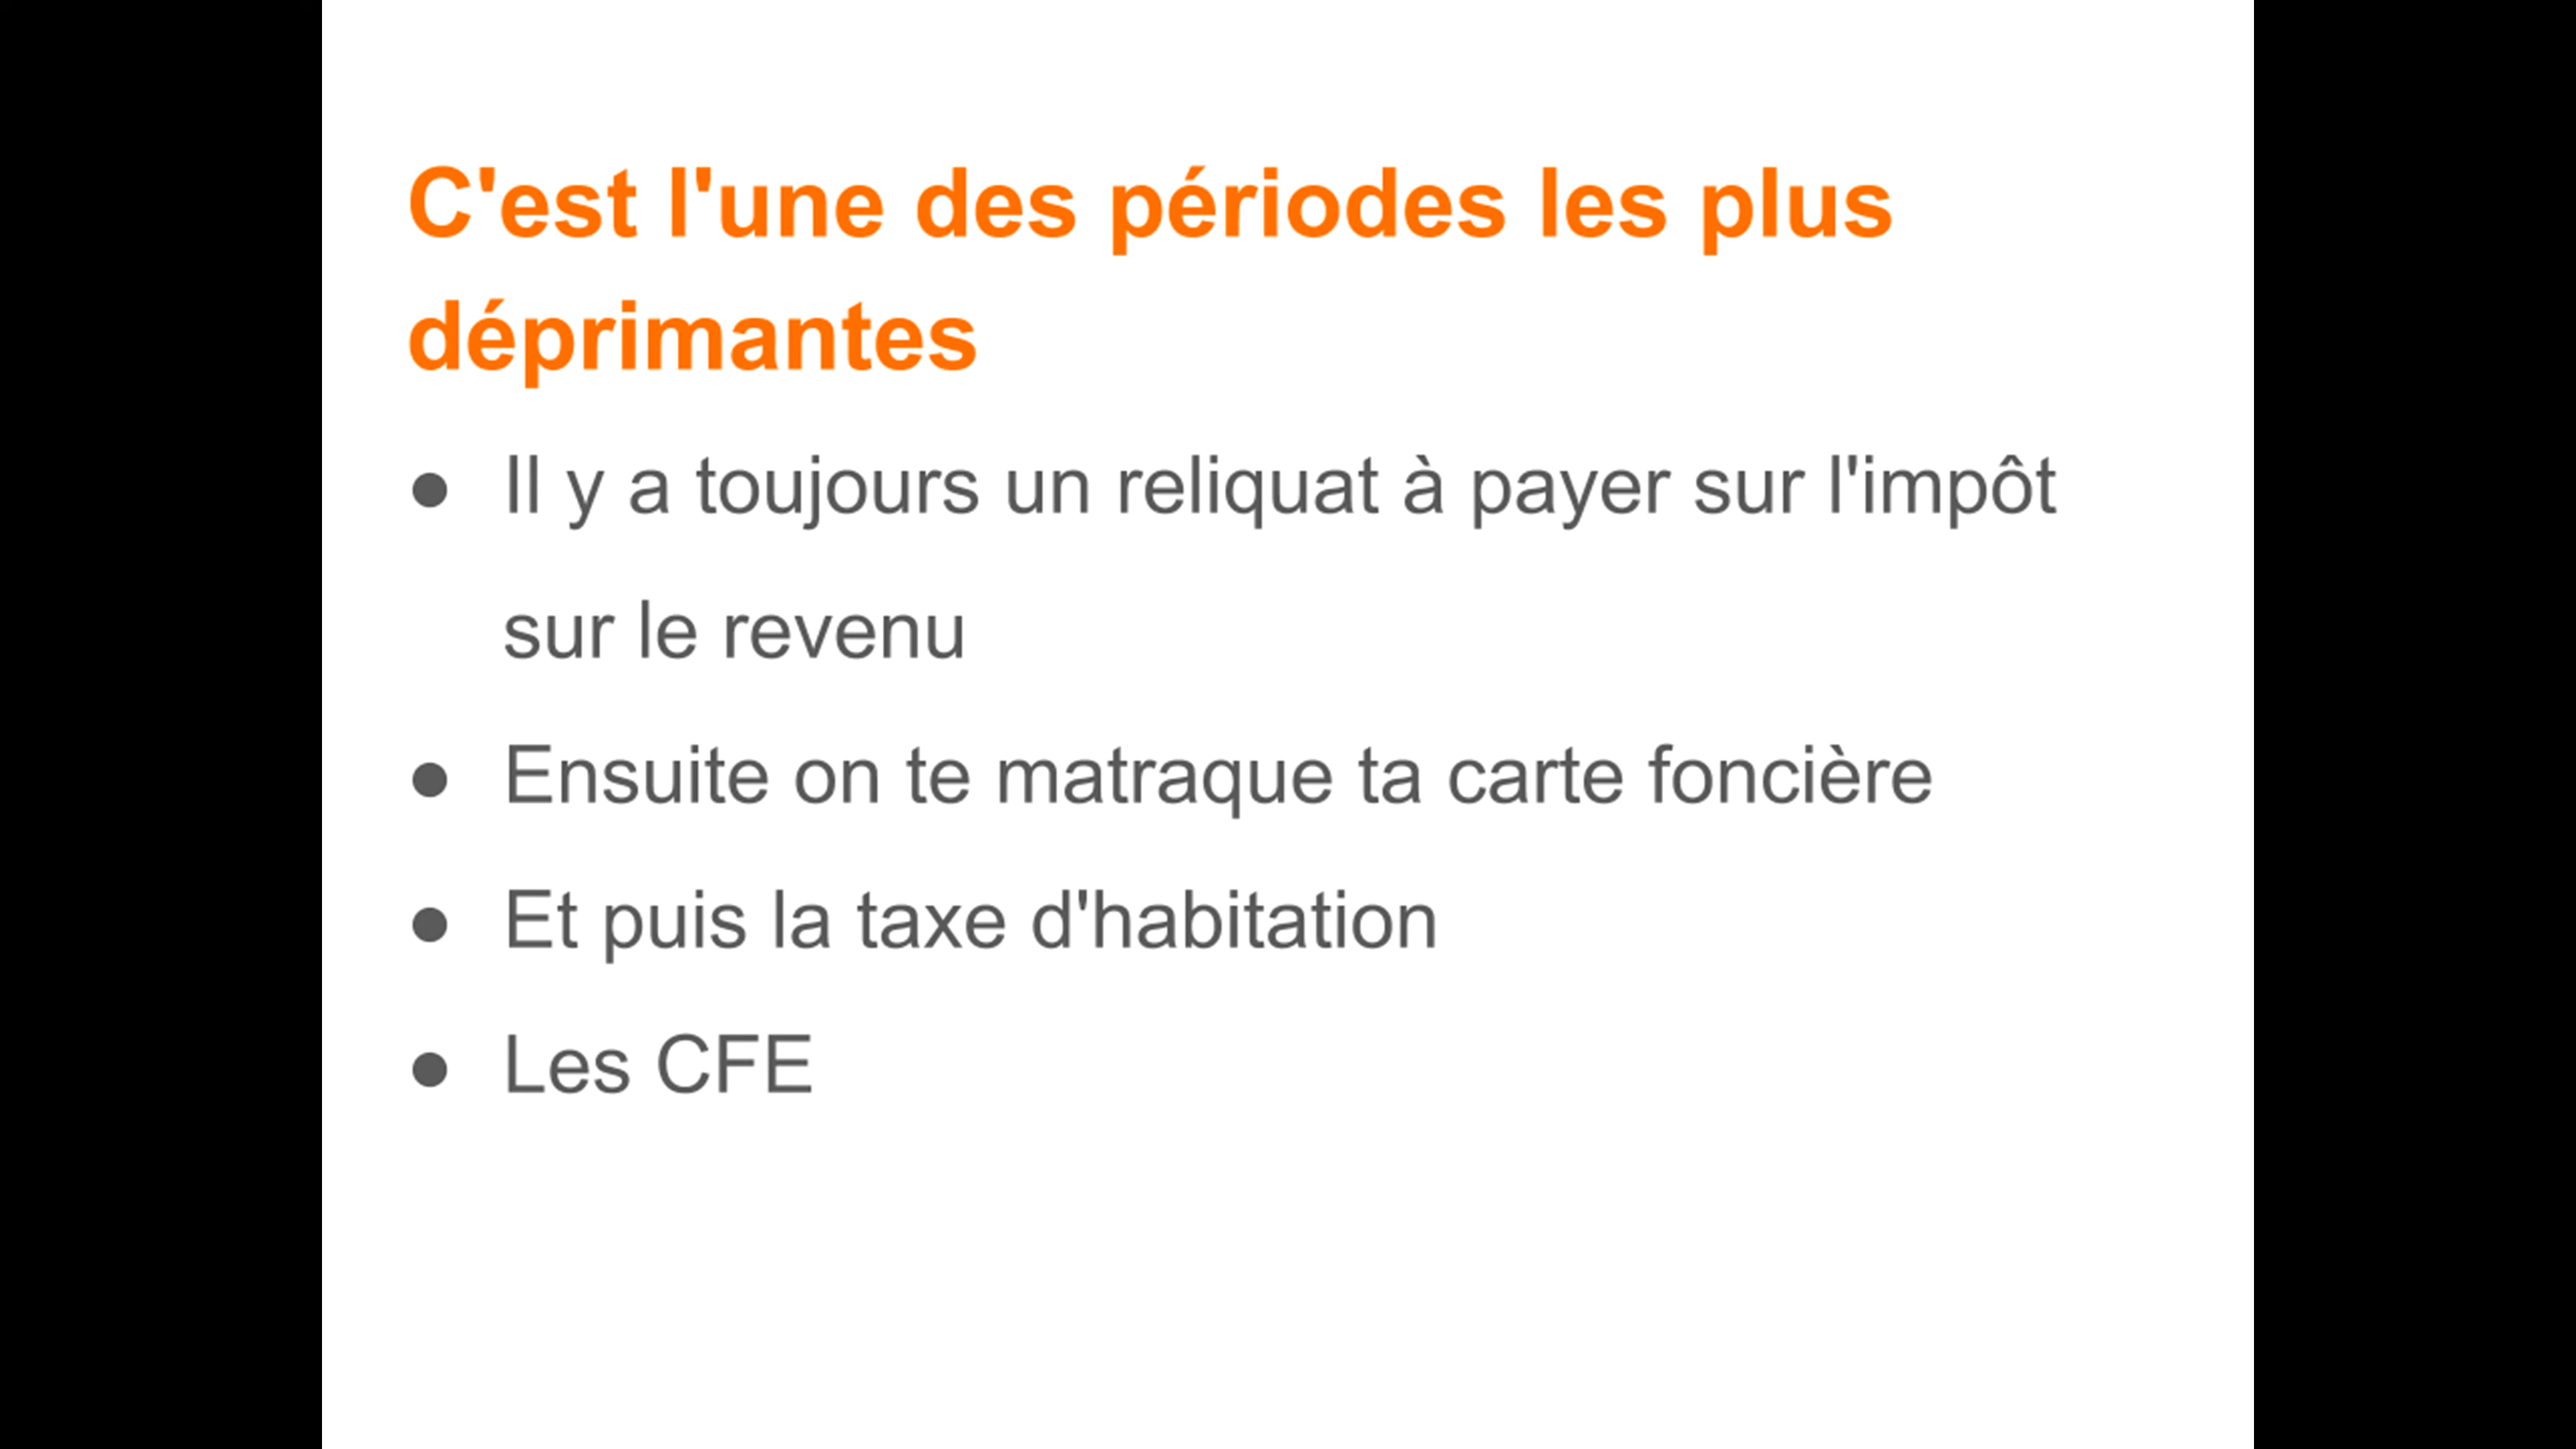 C'est l'une des périodes les plus
déprimantes
● Il y a toujours un reliquat à payer sur l'impôt
sur le revenu
● Ensuite on te matraque ta carte foncière
● Et puis la taxe d'habitation
● Les CFE